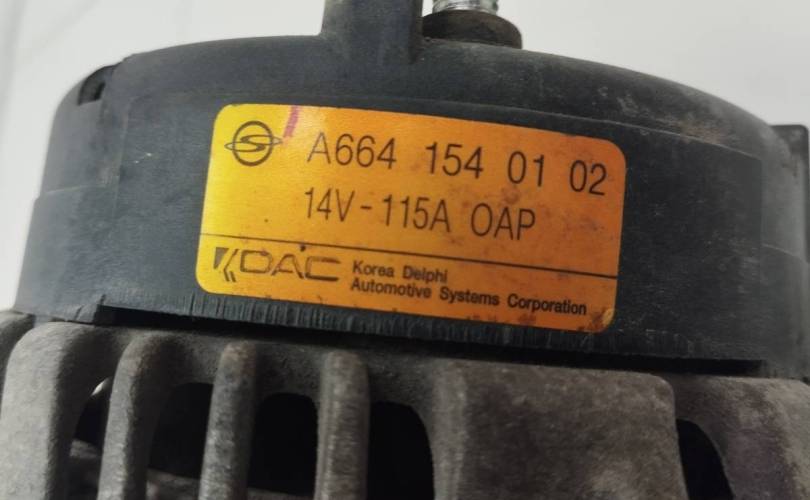 A664 154 01 02
14V - 115A OAP
KDAC Korea Delphi
Automotive Systems Corporation